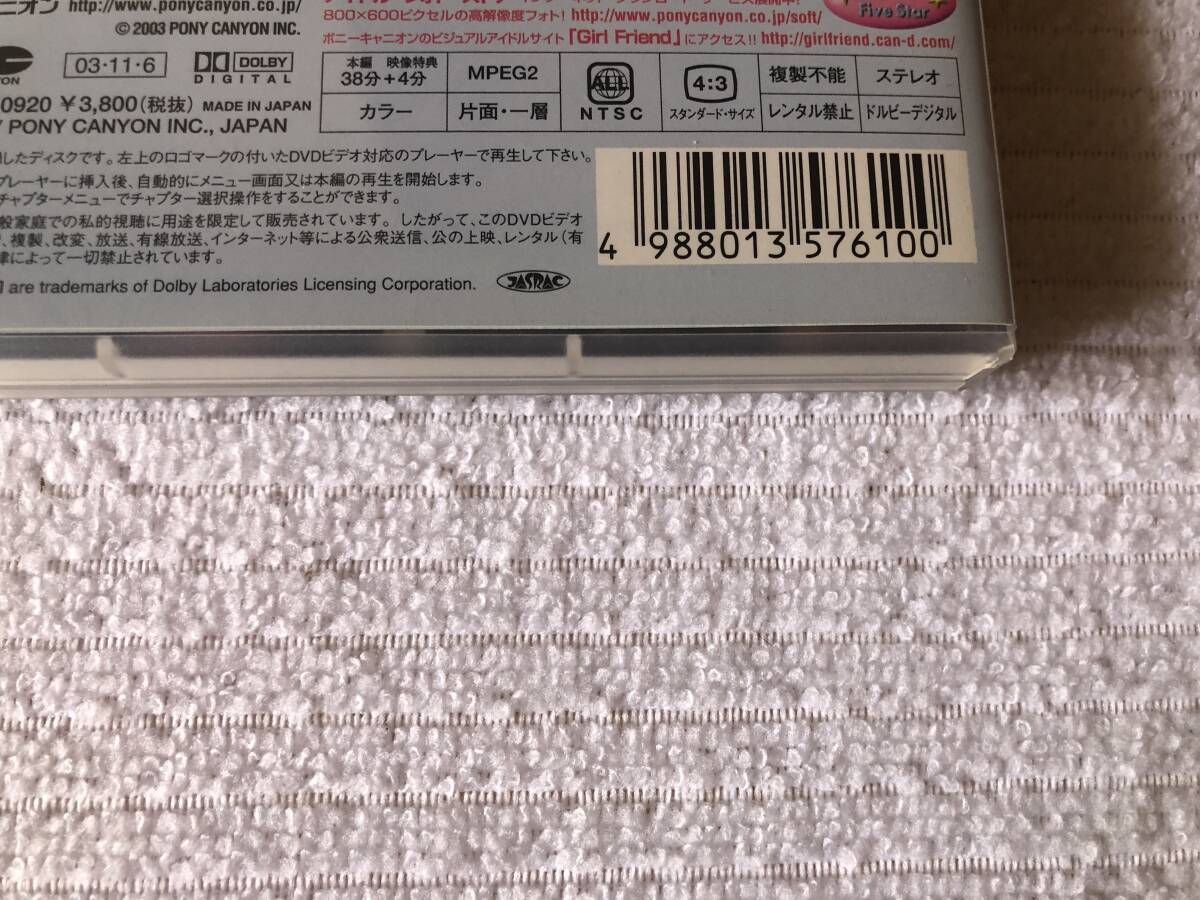 ニオン http://www.ponycanyon.co.jp/
© 2003 PONY CANYON INC.
03・11・6
DOLBY
DIGITAL
0920 ¥3,800(税抜) MADE IN JAPAN
PONY CANYON INC., JAPAN
800×600ピクセルの高解像度フォト! http://www.ponycanyon.co.jp/soft/
ポニーキャニオンのビジュアルアイドルサイト「Girl Friend」にアクセス!! http://girlfriend.can-d.com/
Five Star
本編 映像特典
38分+4分
MPEG2
ALL
NTSC
4:3
スタンダード・サイズ
複製不能
ステレオ
カラー
片面・一層
レンタル禁止
ドルビーデジタル
したディスクです。左上のロゴマークの付いたDVDビデオ対応のプレーヤーで再生して下さい。
プレーヤーに挿入後、自動的にメニュー画面又は本編の再生を開始します。
チャプターメニューでチャプター選択操作をすることができます。
般家庭での私的視聴に用途を限定して販売されています。したがって、このDVDビデオ
、複製、改変、放送、有線放送、インターネット等による公衆送信、公の上映、レンタル(有
律によって一切禁止されています。
are trademarks of Dolby Laboratories Licensing Corporation.
JASRAC
4 988013 576100